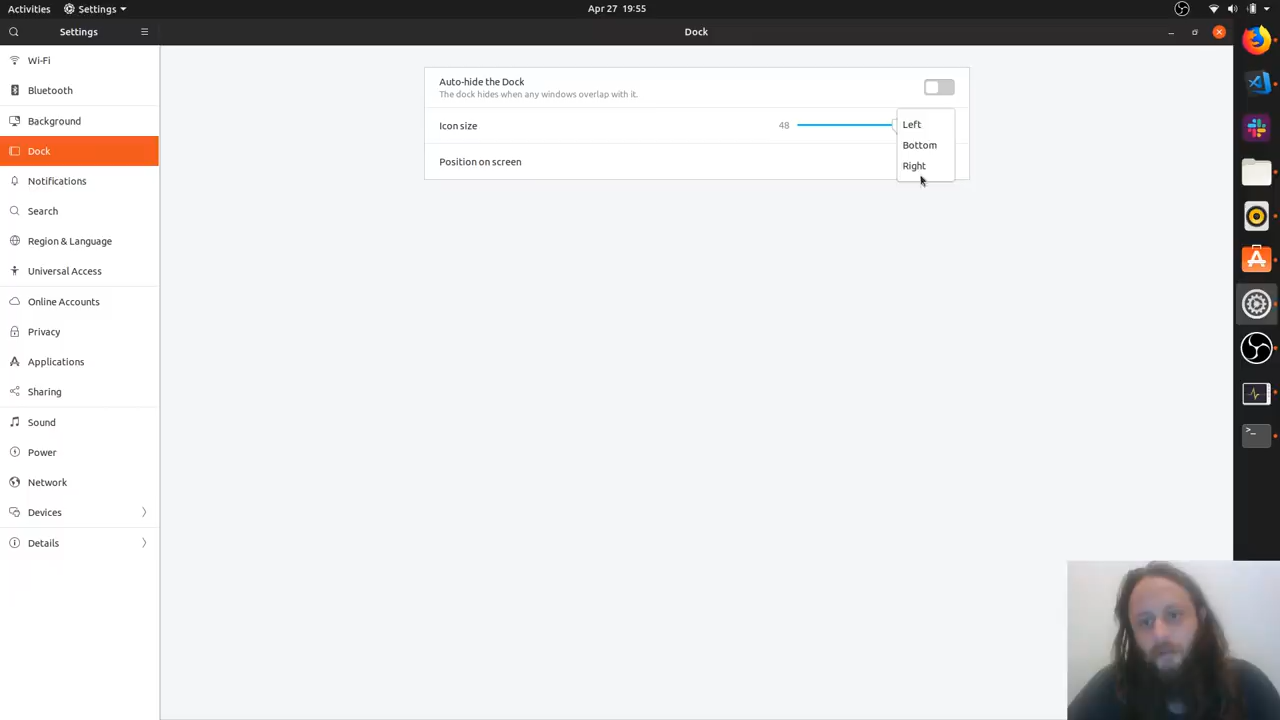 Activities
Settings
Apr 27 19:55
Settings
Dock
Wi-Fi
Bluetooth
Background
Dock
Notifications
Search
Region & Language
Universal Access
Online Accounts
Privacy
Applications
Sharing
Sound
Power
Network
Devices
Details
Auto-hide the Dock
The dock hides when any windows overlap with it.
Icon size
48
Position on screen
Left
Bottom
Right
>_